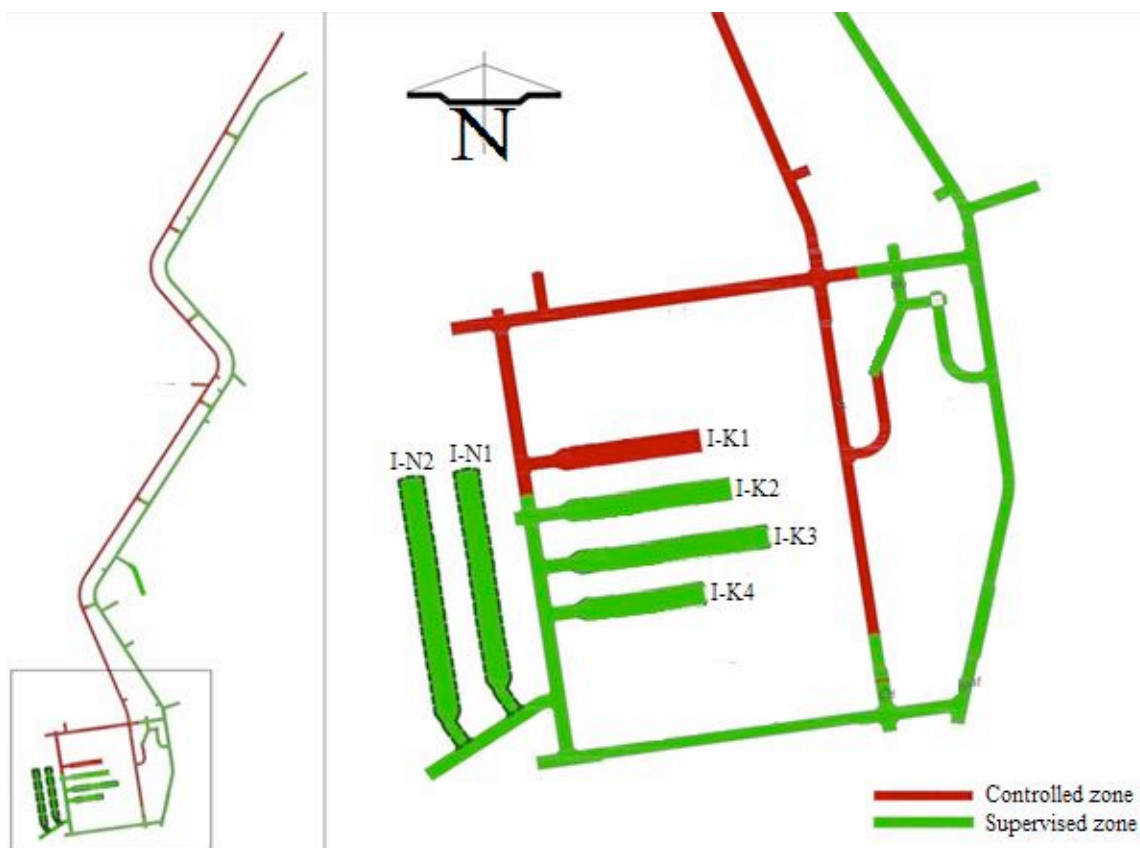 N
I-K1
I-N1
I-N2
I-K2
I-K3
I-K4
Controlled zone
Supervised zone